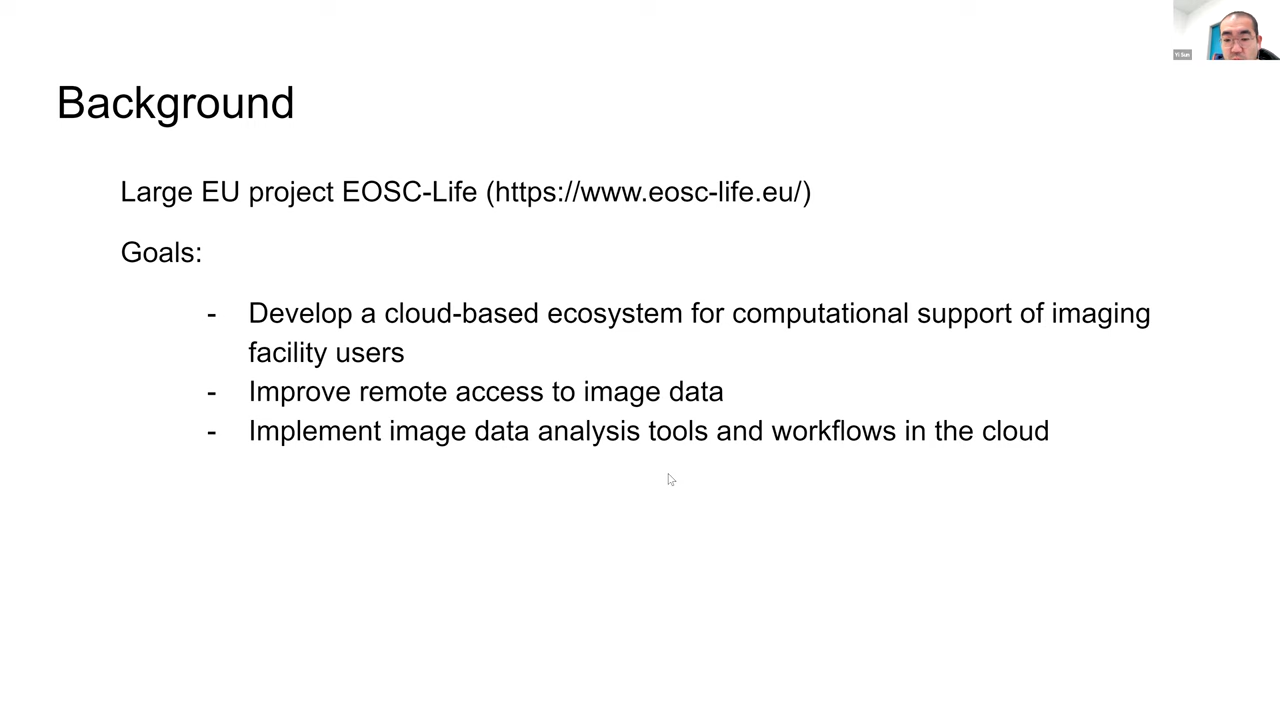 Yi Sun
Background
Large EU project EOSC-Life (https://www.eosc-life.eu/)
Goals:
- Develop a cloud-based ecosystem for computational support of imaging
facility users
- Improve remote access to image data
- Implement image data analysis tools and workflows in the cloud